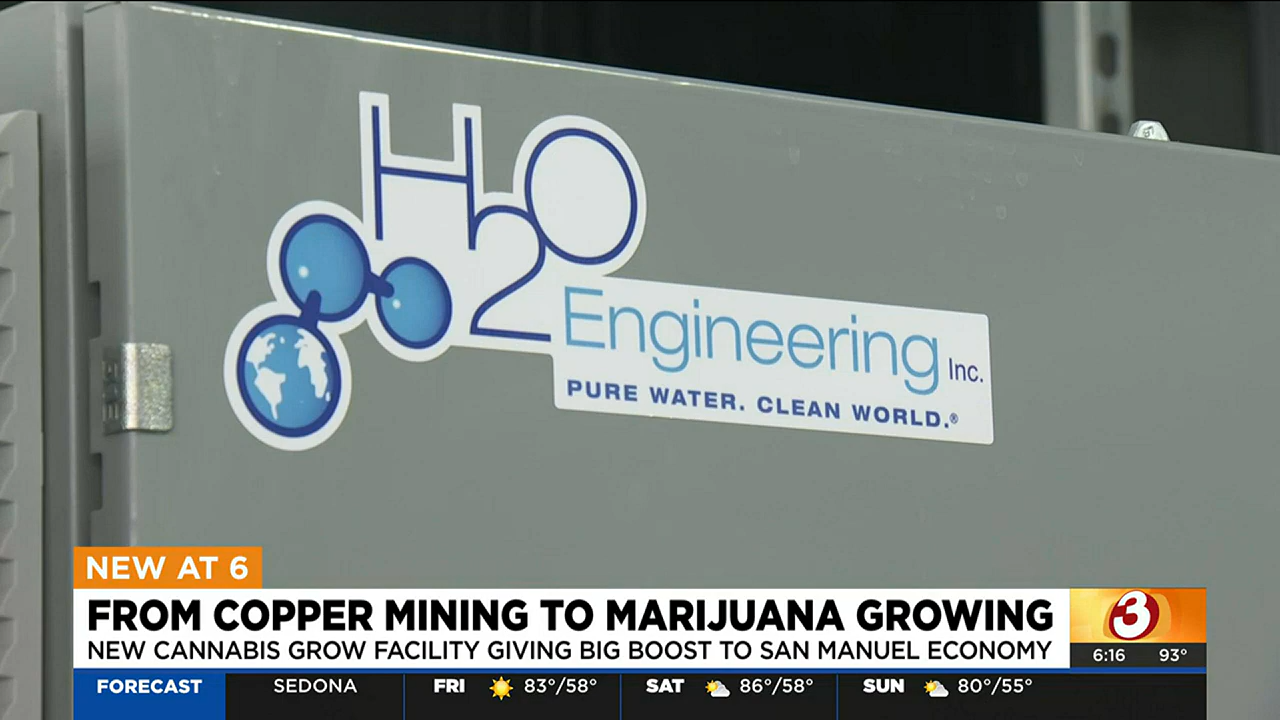 H2O
Engineering Inc.
PURE WATER. CLEAN WORLD.®
NEW AT 6
FROM COPPER MINING TO MARIJUANA GROWING
NEW CANNABIS GROW FACILITY GIVING BIG BOOST TO SAN MANUEL ECONOMY
3
6:16 93°
FORECAST SEDONA FRI 83°/58° SAT 86°/58° SUN 80°/55°